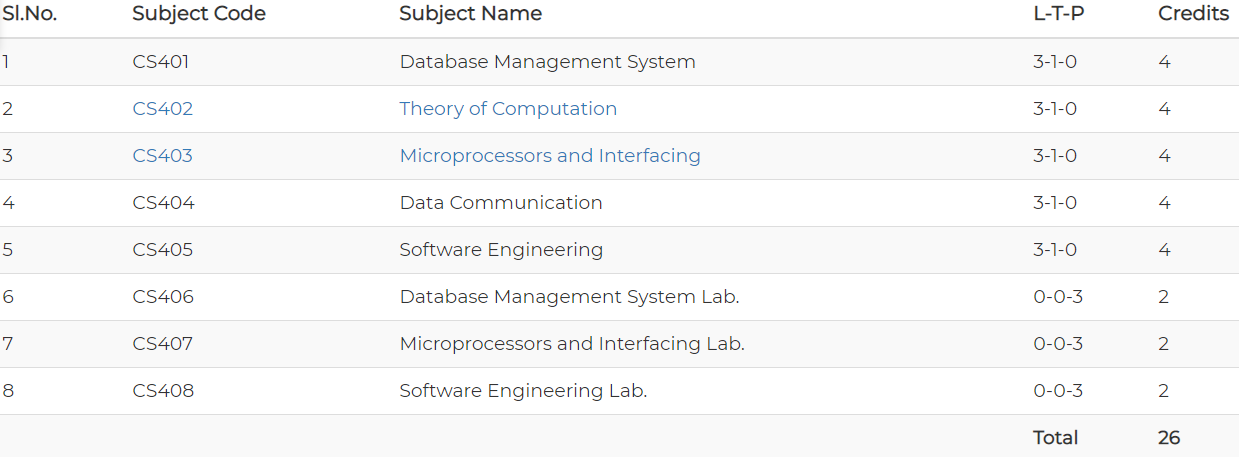 Sl.No. Subject Code Subject Name L-T-P Credits
1 CS401 Database Management System 3-1-0 4
2 CS402 Theory of Computation 3-1-0 4
3 CS403 Microprocessors and Interfacing 3-1-0 4
4 CS404 Data Communication 3-1-0 4
5 CS405 Software Engineering 3-1-0 4
6 CS406 Database Management System Lab. 0-0-3 2
7 CS407 Microprocessors and Interfacing Lab. 0-0-3 2
8 CS408 Software Engineering Lab. 0-0-3 2
Total 26